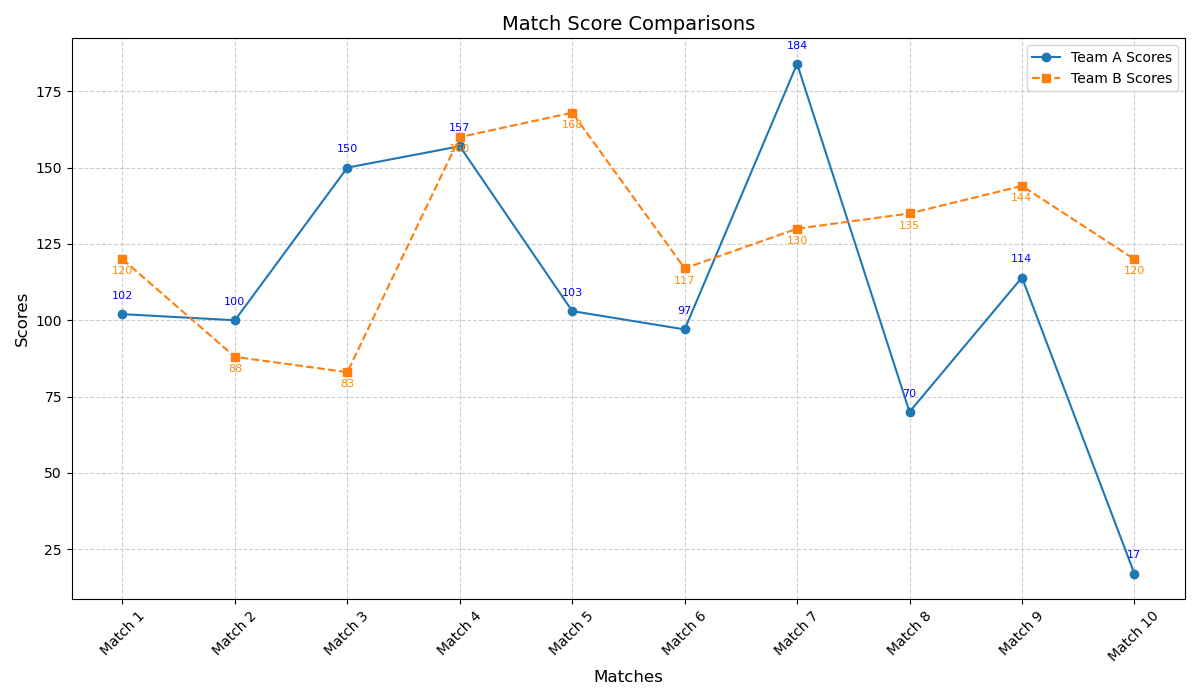 Match Score Comparisons
Team A Scores
Team B Scores
Scores
175
150
125
100
75
50
25
102
100
150
157
103
97
184
70
114
17
120
88
83
160
168
117
130
135
144
120
Match 1
Match 2
Match 3
Match 4
Match 5
Match 6
Match 7
Match 8
Match 9
Match 10
Matches